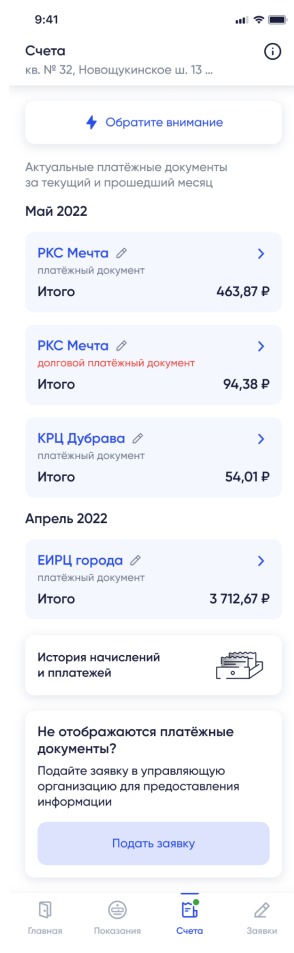 9:41
Счета
кв. № 32, Новощукинское ш. 13 ...
Обратите внимание
Актуальные платёжные документы
за текущий и прошедший месяц
Май 2022
РКС Мечта
платёжный документ
Итого 463,87 ₽
РКС Мечта
долговой платёжный документ
Итого 94,38 ₽
КРЦ Дубрава
платёжный документ
Итого 54,01 ₽
Апрель 2022
ЕИРЦ города
платёжный документ
Итого 3 712,67 ₽
История начислений
и пплатежей
Не отображаются платёжные
документы?
Подайте заявку в управляющую
организацию для предоставления
информации
Подать заявку
Главная Показания Счета Заявки